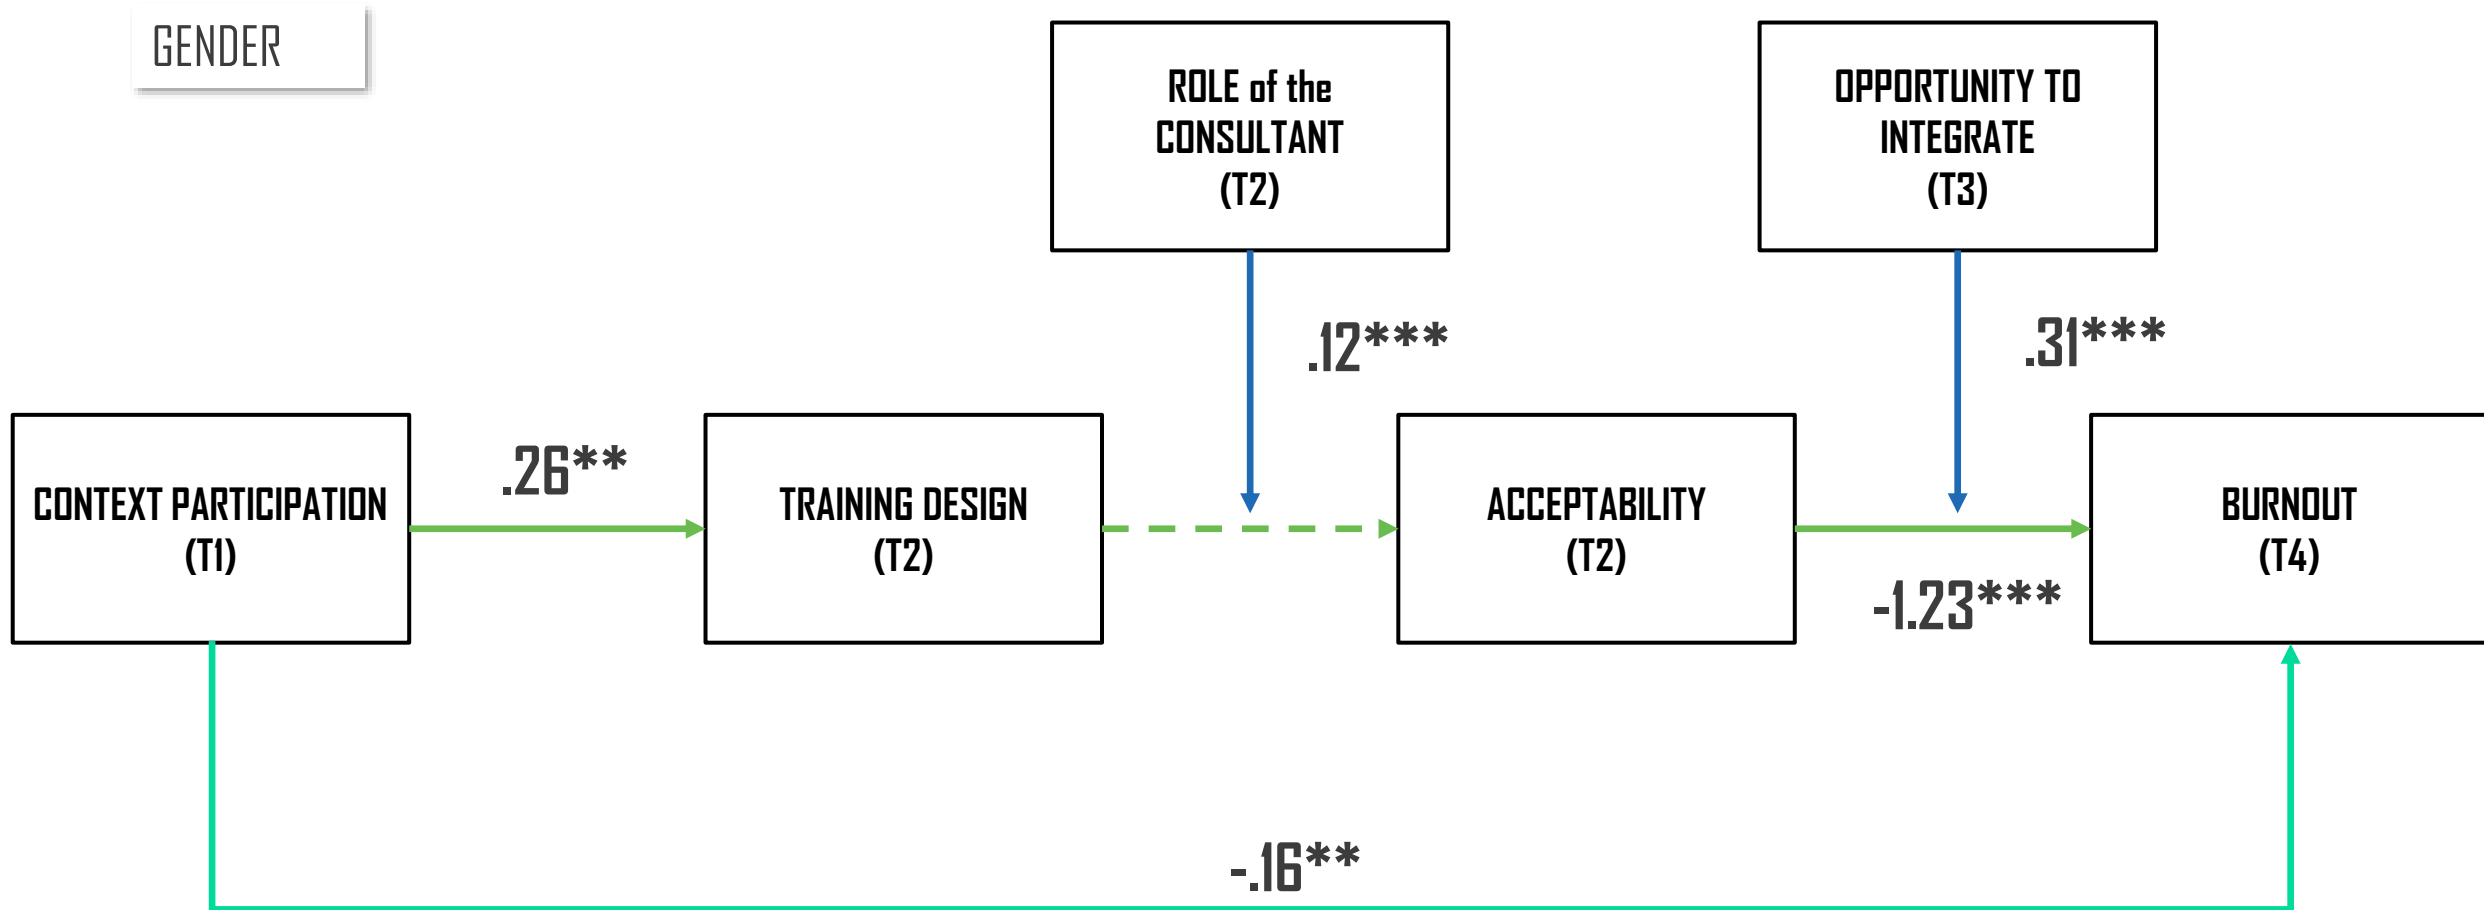 GENDER
ROLE of the
CONSULTANT
(T2)
OPPORTUNITY TO
INTEGRATE
(T3)
.12***
.31***
CONTEXT PARTICIPATION
(T1)
.26**
TRAINING DESIGN
(T2)
ACCEPTABILITY
(T2)
-1.23***
BURNOUT
(T4)
-.16**